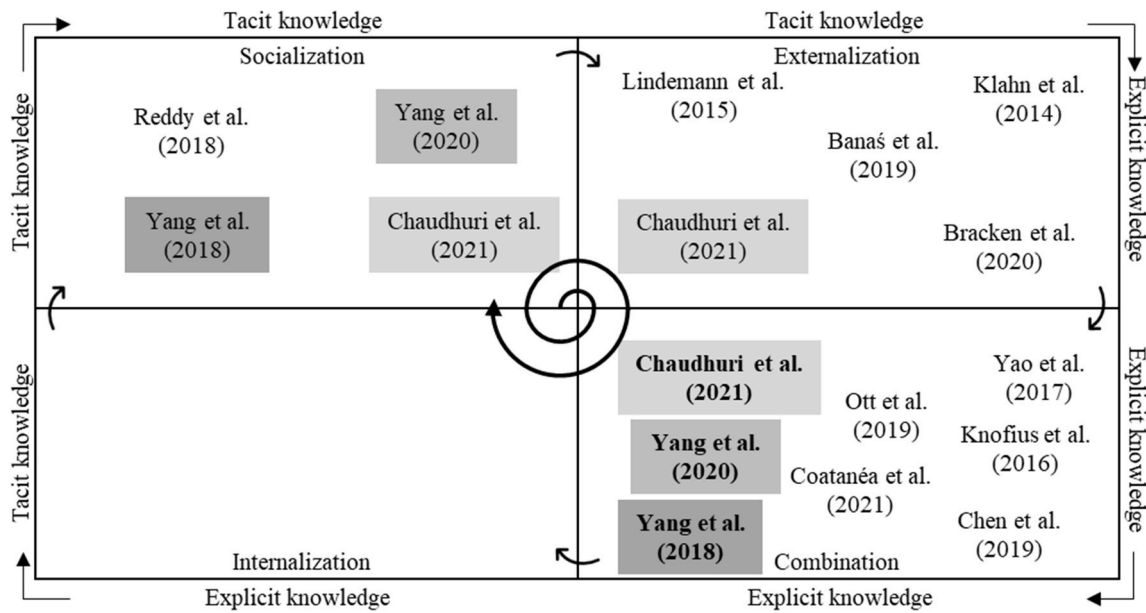 Tacit knowledge
Tacit knowledge
Tacit knowledge
Socialization
Reddy et al.
(2018)
Yang et al.
(2020)
Yang et al.
(2018)
Chaudhuri et al.
(2021)
Externalization
Lindemann et al.
(2015)
Klahn et al.
(2014)
Banaś et al.
(2019)
Chaudhuri et al.
(2021)
Bracken et al.
(2020)
Explicit knowledge
Tacit knowledge
Internalization
Explicit knowledge
Chaudhuri et al.
(2021)
Yao et al.
(2017)
Ott et al.
(2019)
Yang et al.
(2020)
Knofius et al.
(2016)
Coatanéa et al.
(2021)
Yang et al.
(2018)
Chen et al.
(2019)
Combination
Explicit knowledge
Explicit knowledge